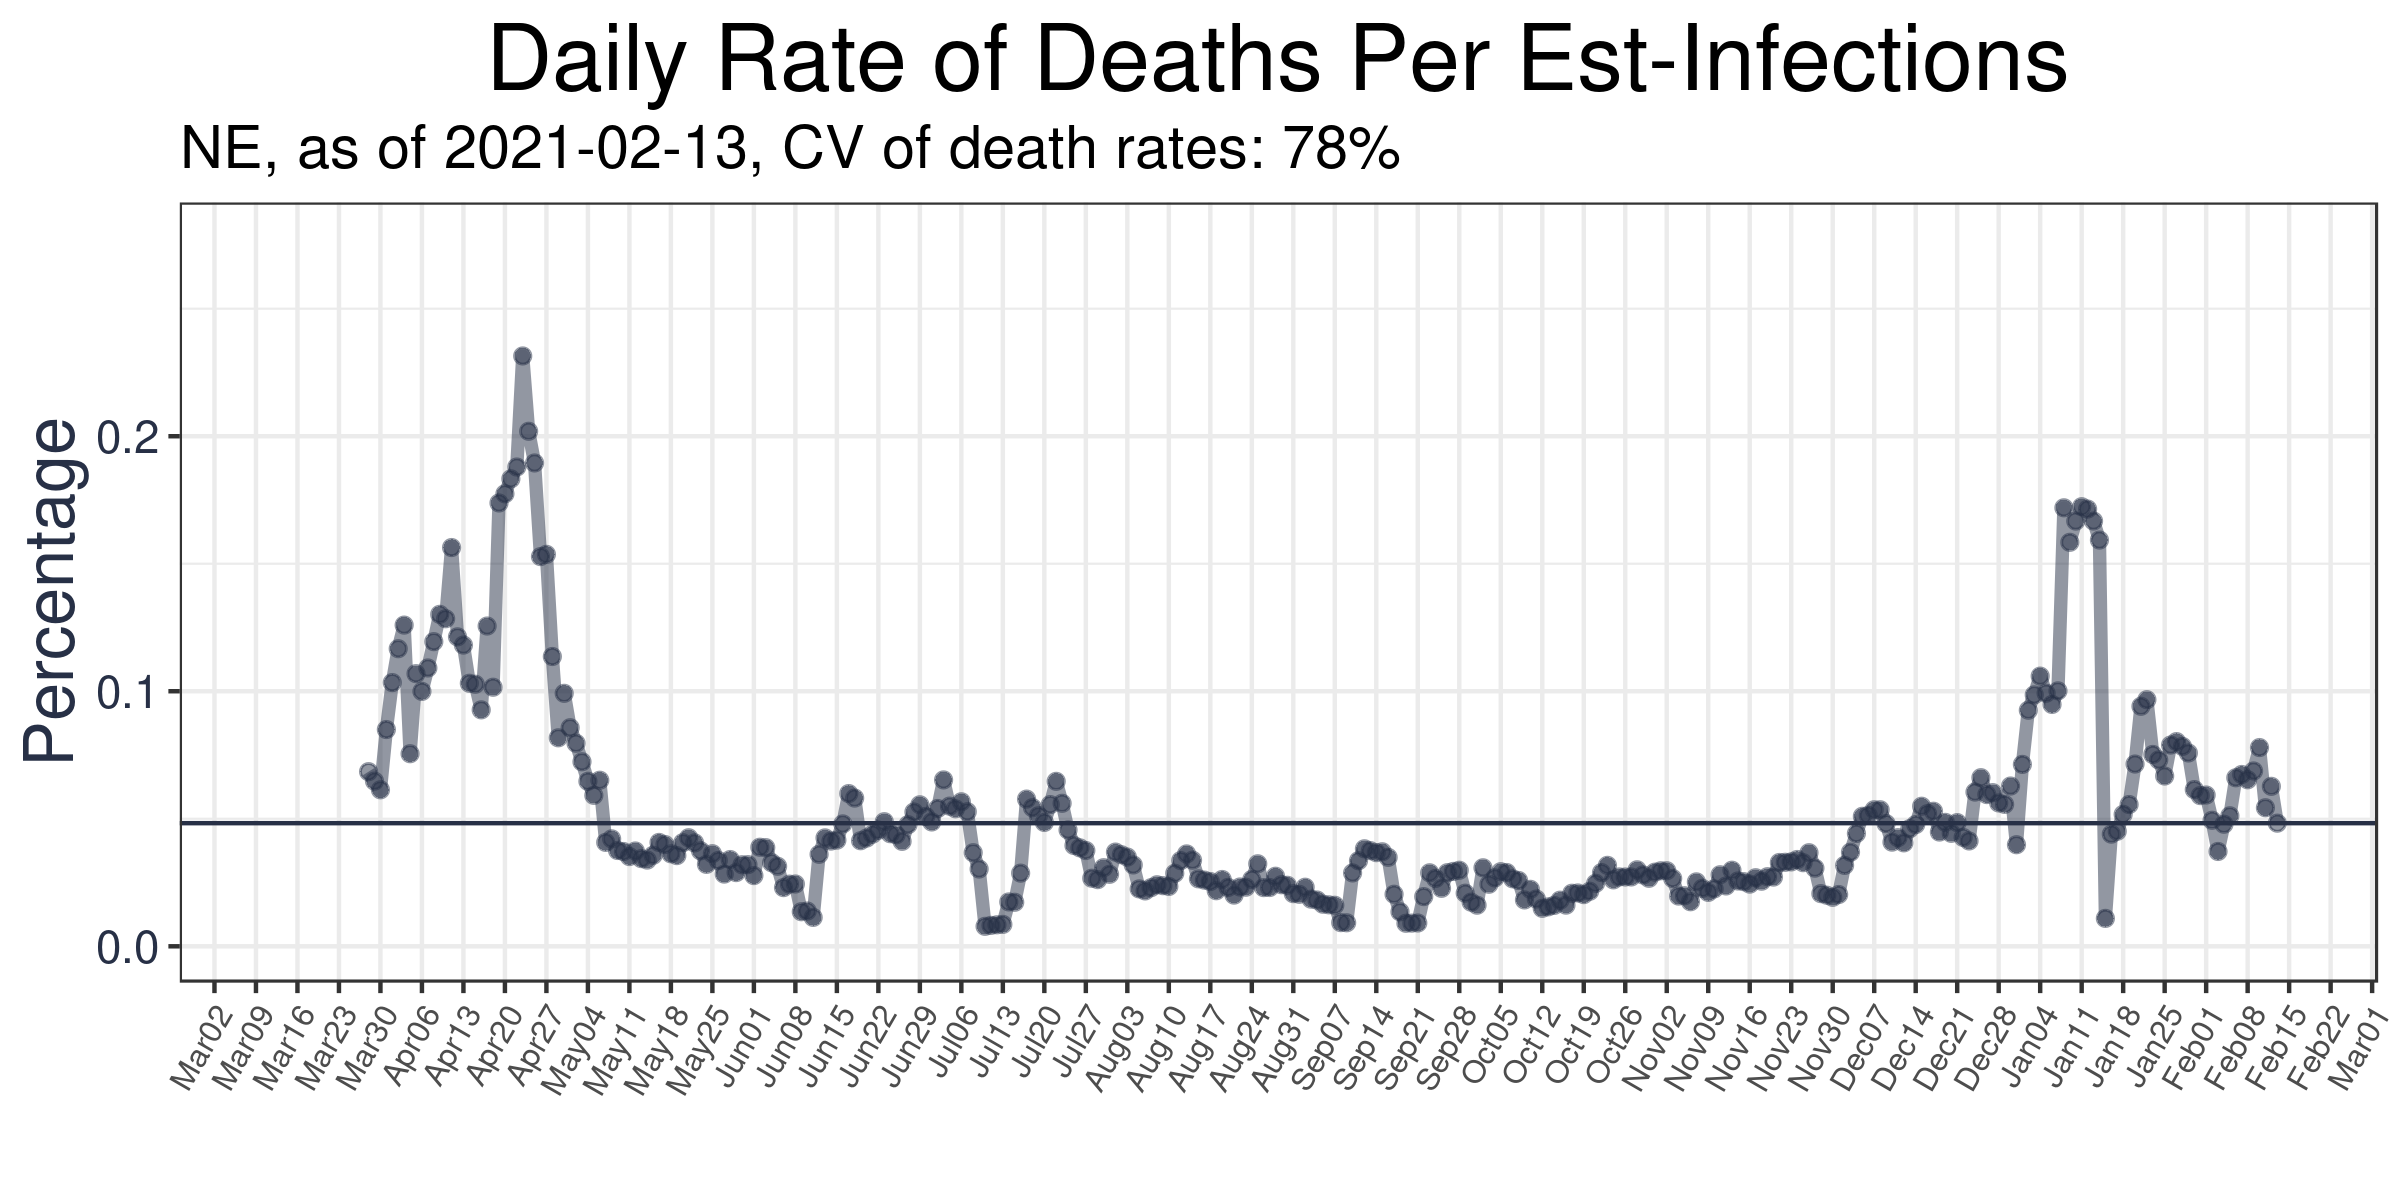 Daily Rate of Deaths Per Est-Infections
NE, as of 2021-02-13, CV of death rates: 78%
Percentage
0.2
0.1
0.0
Mar02
Mar09
Mar16
Mar23
Mar30
Apr06
Apr13
Apr20
Apr27
May04
May11
May18
May25
Jun01
Jun08
Jun15
Jun22
Jun29
Jul06
Jul13
Jul20
Jul27
Aug03
Aug10
Aug17
Aug24
Aug31
Sep07
Sep14
Sep21
Sep28
Oct05
Oct12
Oct19
Oct26
Nov02
Nov09
Nov16
Nov23
Nov30
Dec07
Dec14
Dec21
Dec28
Jan04
Jan11
Jan18
Jan25
Feb01
Feb08
Feb15
Feb22
Mar01